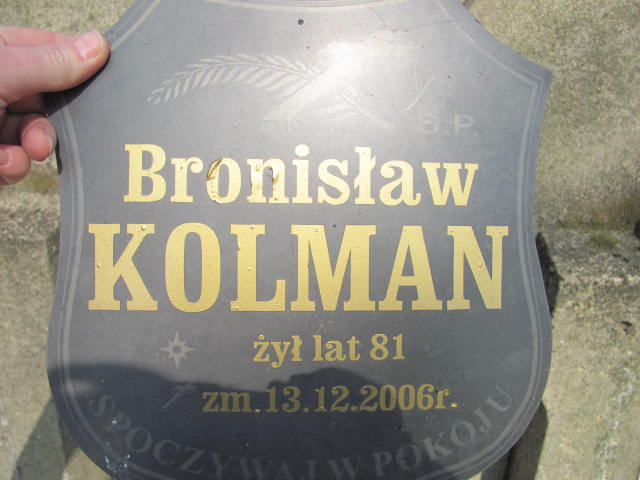 Ś.P.
Bronisław
KOLMAN
żył lat 81
zm.13.12.2006r.
SPOCZYWAJ W POKOJU